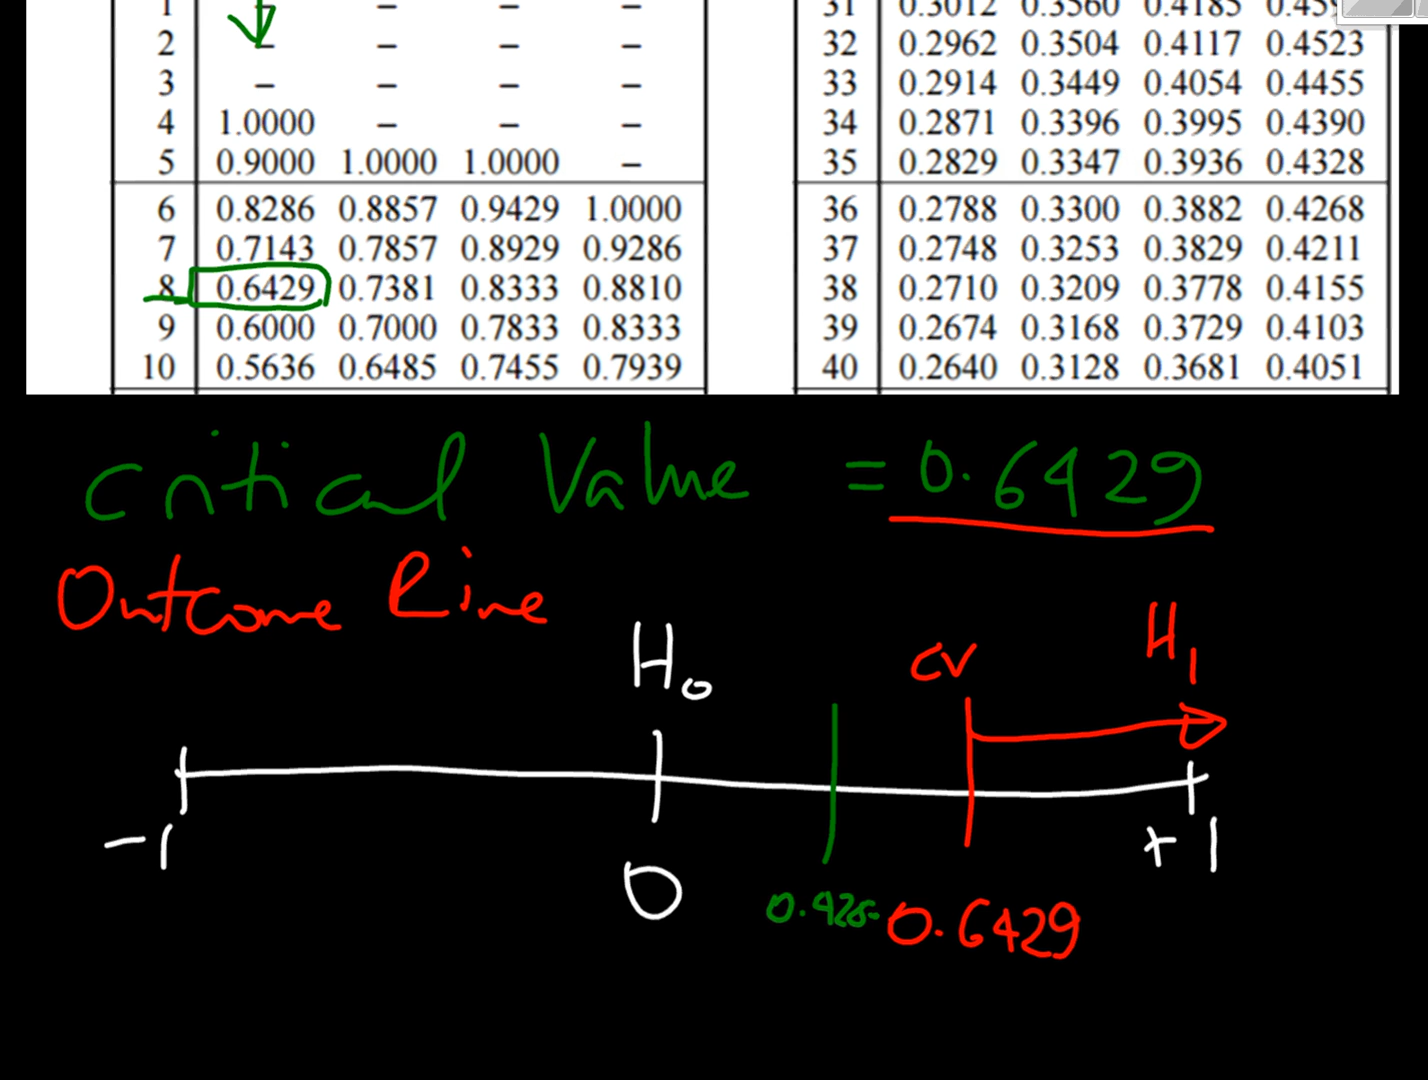 1 – – – 31 0.3012 0.3560 0.4185
2 – – – – 32 0.2962 0.3504 0.4117 0.4523
3 – – – – 33 0.2914 0.3449 0.4054 0.4455
4 1.0000 – – – 34 0.2871 0.3396 0.3995 0.4390
5 0.9000 1.0000 1.0000 – 35 0.2829 0.3347 0.3936 0.4328
6 0.8286 0.8857 0.9429 1.0000 36 0.2788 0.3300 0.3882 0.4268
7 0.7143 0.7857 0.8929 0.9286 37 0.2748 0.3253 0.3829 0.4211
8 0.6429 0.7381 0.8333 0.8810 38 0.2710 0.3209 0.3778 0.4155
9 0.6000 0.7000 0.7833 0.8333 39 0.2674 0.3168 0.3729 0.4103
10 0.5636 0.6485 0.7455 0.7939 40 0.2640 0.3128 0.3681 0.4051
Critical Value = 0.6429
Outcome Line
H0 CV H1
-1 0 +1
0.6429